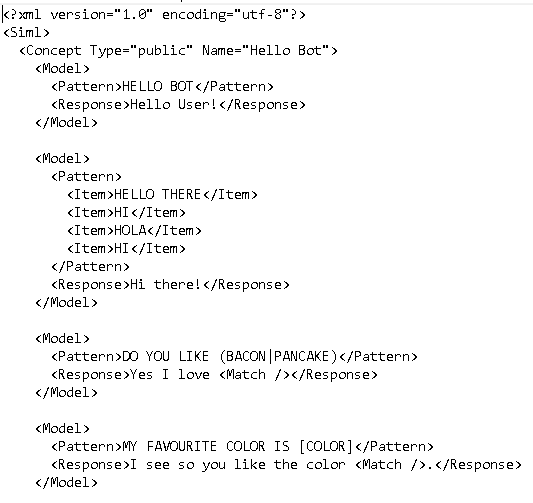 <?xml version="1.0" encoding="utf-8"?>
<Siml>
<Concept Type="public" Name="Hello Bot">
<Model>
<Pattern>HELLO BOT</Pattern>
<Response>Hello User!</Response>
</Model>
<Model>
<Pattern>
<Item>HELLO THERE</Item>
<Item>HI</Item>
<Item>HOLA</Item>
<Item>HI</Item>
</Pattern>
<Response>Hi there!</Response>
</Model>
<Model>
<Pattern>DO YOU LIKE (BACON|PANCAKE)</Pattern>
<Response>Yes I love <Match /></Response>
</Model>
<Model>
<Pattern>MY FAVOURITE COLOR IS [COLOR]</Pattern>
<Response>I see so you like the color <Match />.</Response>
</Model>